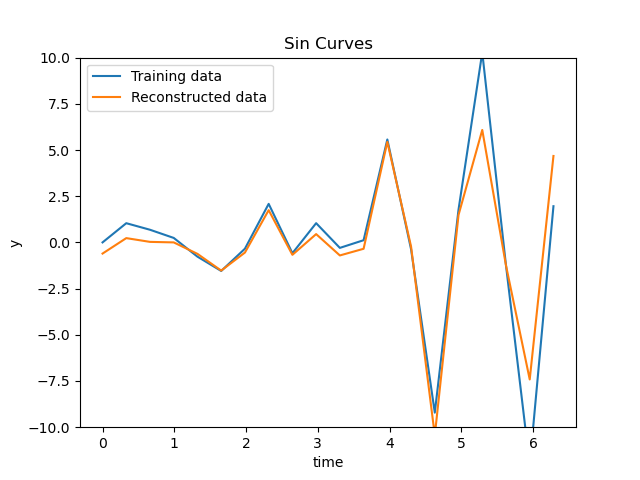 Sin Curves
Training data
Reconstructed data
10.0
7.5
5.0
2.5
0.0
−2.5
−5.0
−7.5
−10.0
y
0 1 2 3 4 5 6
time